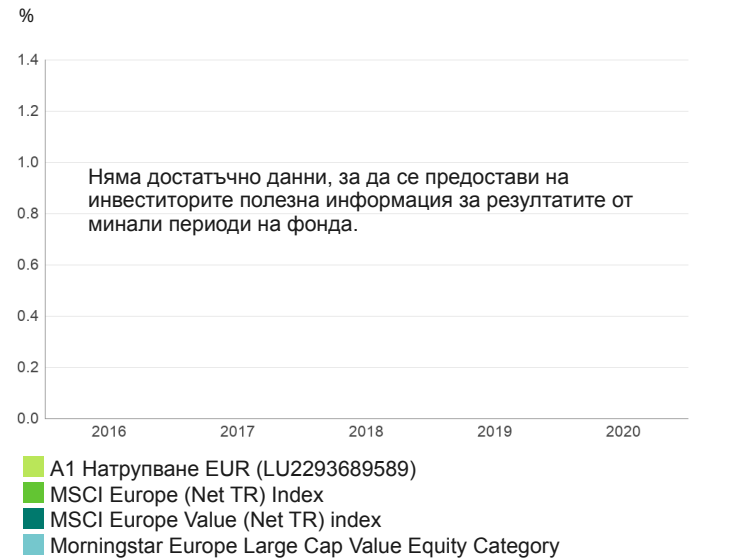 %
1.4
1.2
1.0
Няма достатъчно данни, за да се предостави на
инвеститорите полезна информация за резултатите от
минали периоди на фонда.
0.8
0.6
0.4
0.2
0.0
2016 2017 2018 2019 2020
A1 Натрупване EUR (LU2293689589)
MSCI Europe (Net TR) Index
MSCI Europe Value (Net TR) index
Morningstar Europe Large Cap Value Equity Category